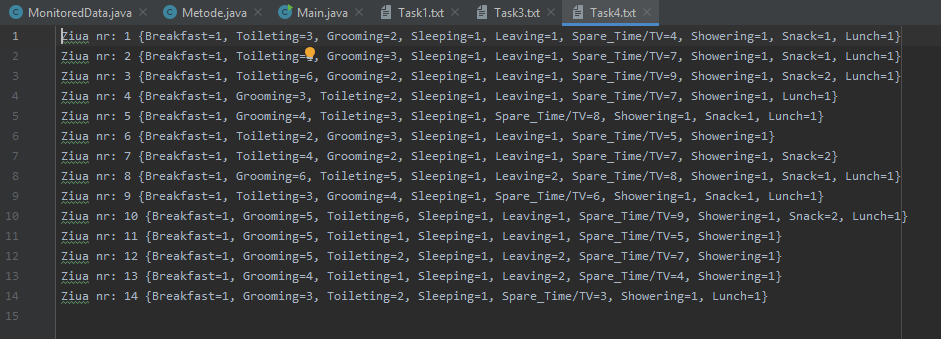 MonitoredData.java Metode.java Main.java Task1.txt Task3.txt Task4.txt
1 Ziua nr: 1 {Breakfast=1, Toileting=3, Grooming=2, Sleeping=1, Leaving=1, Spare_Time/TV=4, Showering=1, Snack=1, Lunch=1}
2 Ziua nr: 2 {Breakfast=1, Toileting= , Grooming=3, Sleeping=1, Leaving=1, Spare_Time/TV=7, Showering=1, Snack=1, Lunch=1}
3 Ziua nr: 3 {Breakfast=1, Toileting=6, Grooming=2, Sleeping=1, Leaving=1, Spare_Time/TV=9, Showering=1, Snack=2, Lunch=1}
4 Ziua nr: 4 {Breakfast=1, Grooming=3, Toileting=2, Sleeping=1, Leaving=1, Spare_Time/TV=7, Showering=1, Lunch=1}
5 Ziua nr: 5 {Breakfast=1, Grooming=4, Toileting=3, Sleeping=1, Spare_Time/TV=8, Showering=1, Snack=1, Lunch=1}
6 Ziua nr: 6 {Breakfast=1, Toileting=2, Grooming=3, Sleeping=1, Leaving=1, Spare_Time/TV=5, Showering=1}
7 Ziua nr: 7 {Breakfast=1, Toileting=4, Grooming=2, Sleeping=1, Leaving=1, Spare_Time/TV=7, Showering=1, Snack=2}
8 Ziua nr: 8 {Breakfast=1, Grooming=6, Toileting=5, Sleeping=1, Leaving=2, Spare_Time/TV=8, Showering=1, Snack=1, Lunch=1}
9 Ziua nr: 9 {Breakfast=1, Toileting=3, Grooming=4, Sleeping=1, Spare_Time/TV=6, Showering=1, Snack=1, Lunch=1}
10 Ziua nr: 10 {Breakfast=1, Grooming=5, Toileting=6, Sleeping=1, Leaving=1, Spare_Time/TV=9, Showering=1, Snack=2, Lunch=1}
11 Ziua nr: 11 {Breakfast=1, Grooming=5, Toileting=1, Sleeping=1, Leaving=1, Spare_Time/TV=5, Showering=1}
12 Ziua nr: 12 {Breakfast=1, Grooming=5, Toileting=2, Sleeping=1, Leaving=2, Spare_Time/TV=7, Showering=1}
13 Ziua nr: 13 {Breakfast=1, Grooming=4, Toileting=1, Sleeping=1, Leaving=2, Spare_Time/TV=4, Showering=1}
14 Ziua nr: 14 {Breakfast=1, Grooming=3, Toileting=2, Sleeping=1, Spare_Time/TV=3, Showering=1, Lunch=1}
15